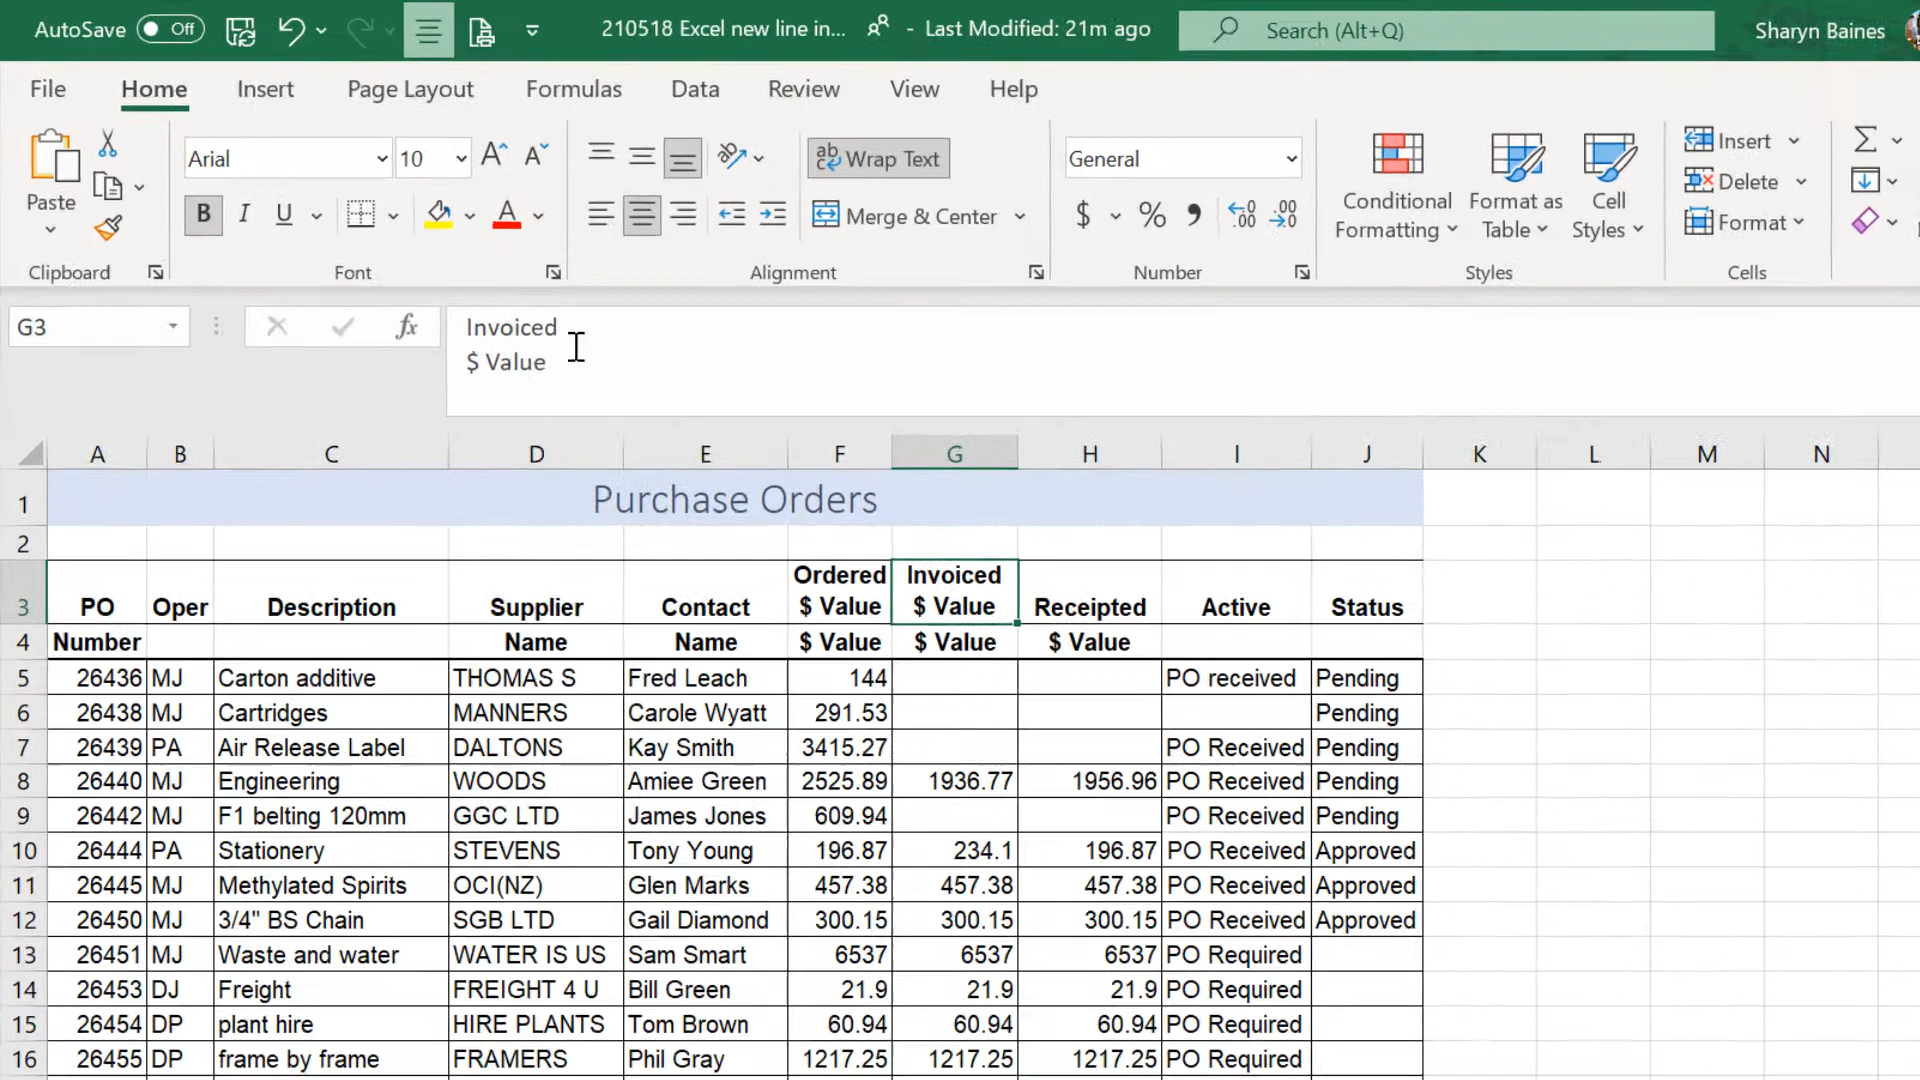 AutoSave Off 210518 Excel new line in... - Last Modified: 21m ago Search (Alt+Q) Sharyn Baines
File Home Insert Page Layout Formulas Data Review View Help
Paste Arial 10 A A Wrap Text General Conditional Formatting Format as Table Cell Styles Insert
Delete
B I U A Merge & Center $ % Format
Clipboard Font Alignment Number Styles Cells
G3 fx Invoiced
$ Value
A B C D E F G H I J K L M N
1 Purchase Orders
2
3 PO Oper Description Supplier Contact Ordered $ Value Invoiced $ Value Receipted Active Status
4 Number Name Name $ Value $ Value $ Value
5 26436 MJ Carton additive THOMAS S Fred Leach 144 PO received Pending
6 26438 MJ Cartridges MANNERS Carole Wyatt 291.53 Pending
7 26439 PA Air Release Label DALTONS Kay Smith 3415.27 PO Received Pending
8 26440 MJ Engineering WOODS Amiee Green 2525.89 1936.77 1956.96 PO Received Pending
9 26442 MJ F1 belting 120mm GGC LTD James Jones 609.94 PO Received Pending
10 26444 PA Stationery STEVENS Tony Young 196.87 234.1 196.87 PO Received Approved
11 26445 MJ Methylated Spirits OCI(NZ) Glen Marks 457.38 457.38 457.38 PO Received Approved
12 26450 MJ 3/4" BS Chain SGB LTD Gail Diamond 300.15 300.15 300.15 PO Received Approved
13 26451 MJ Waste and water WATER IS US Sam Smart 6537 6537 6537 PO Required
14 26453 DJ Freight FREIGHT 4 U Bill Green 21.9 21.9 21.9 PO Required
15 26454 DP plant hire HIRE PLANTS Tom Brown 60.94 60.94 60.94 PO Required
16 26455 DP frame by frame FRAMERS Phil Gray 1217.25 1217.25 1217.25 PO Required